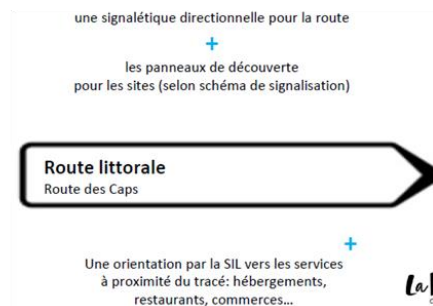 une signalétique directionnelle pour la route
+
les panneaux de découverte
pour les sites (selon schéma de signalisation)
Route littorale
Route des Caps
+
Une orientation par la SIL vers les services
à proximité du tracé: hébergements,
restaurants, commerces...
La